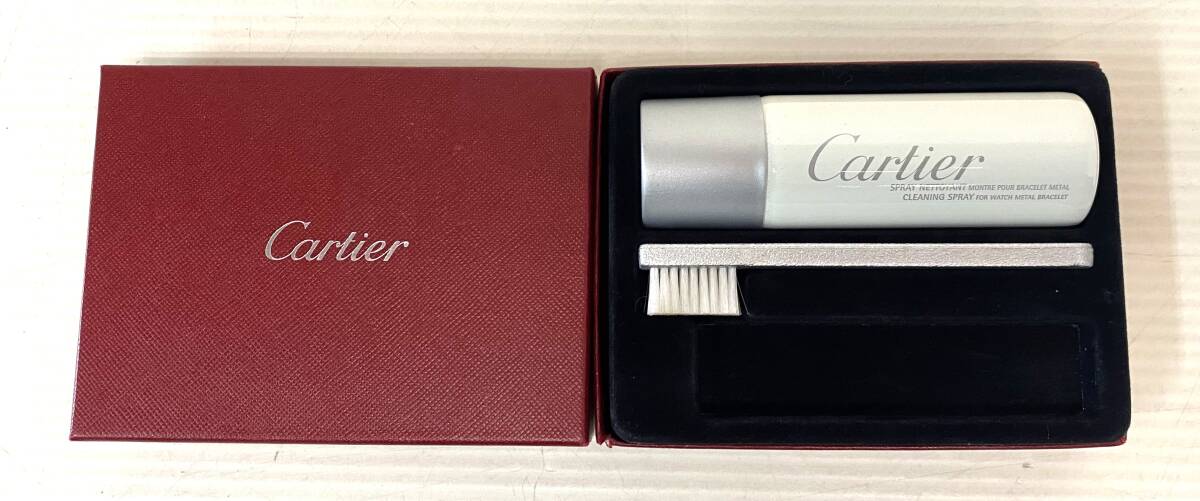 Cartier
Cartier
SPRAY NETTOYANT MONTRE POUR BRACELET METAL
CLEANING SPRAY FOR WATCH METAL BRACELET